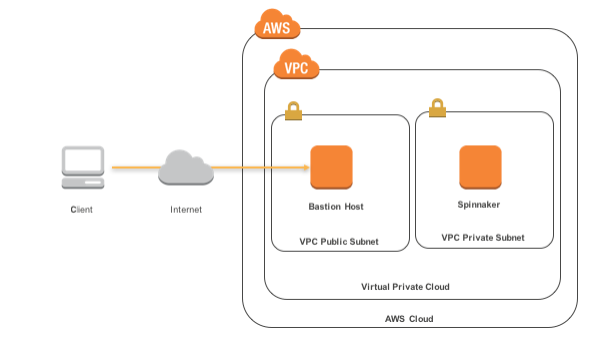 AWS
VPC
Client
Internet
Bastion Host
Spinnaker
VPC Public Subnet
VPC Private Subnet
Virtual Private Cloud
AWS Cloud